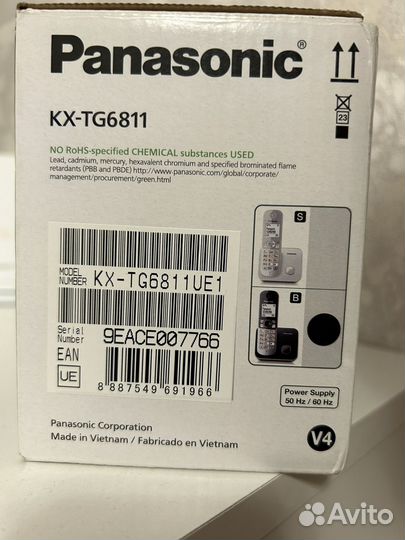 Panasonic®
KX-TG6811
23
NO RoHS-specified CHEMICAL substances USED
Lead, cadmium, mercury, hexavalent chromium and specified brominated flame
retardants (PBB and PBDE) http://www.panasonic.com/global/corporate/
management/procurement/green.html
S
MODEL
NUMBER KX-TG6811UE1
B
Serial
Number 9EACE007766
EAN
UE
8 887549 691966
Power Supply
50 Hz / 60 Hz
Panasonic Corporation
Made in Vietnam / Fabricado en Vietnam
V4
Avito